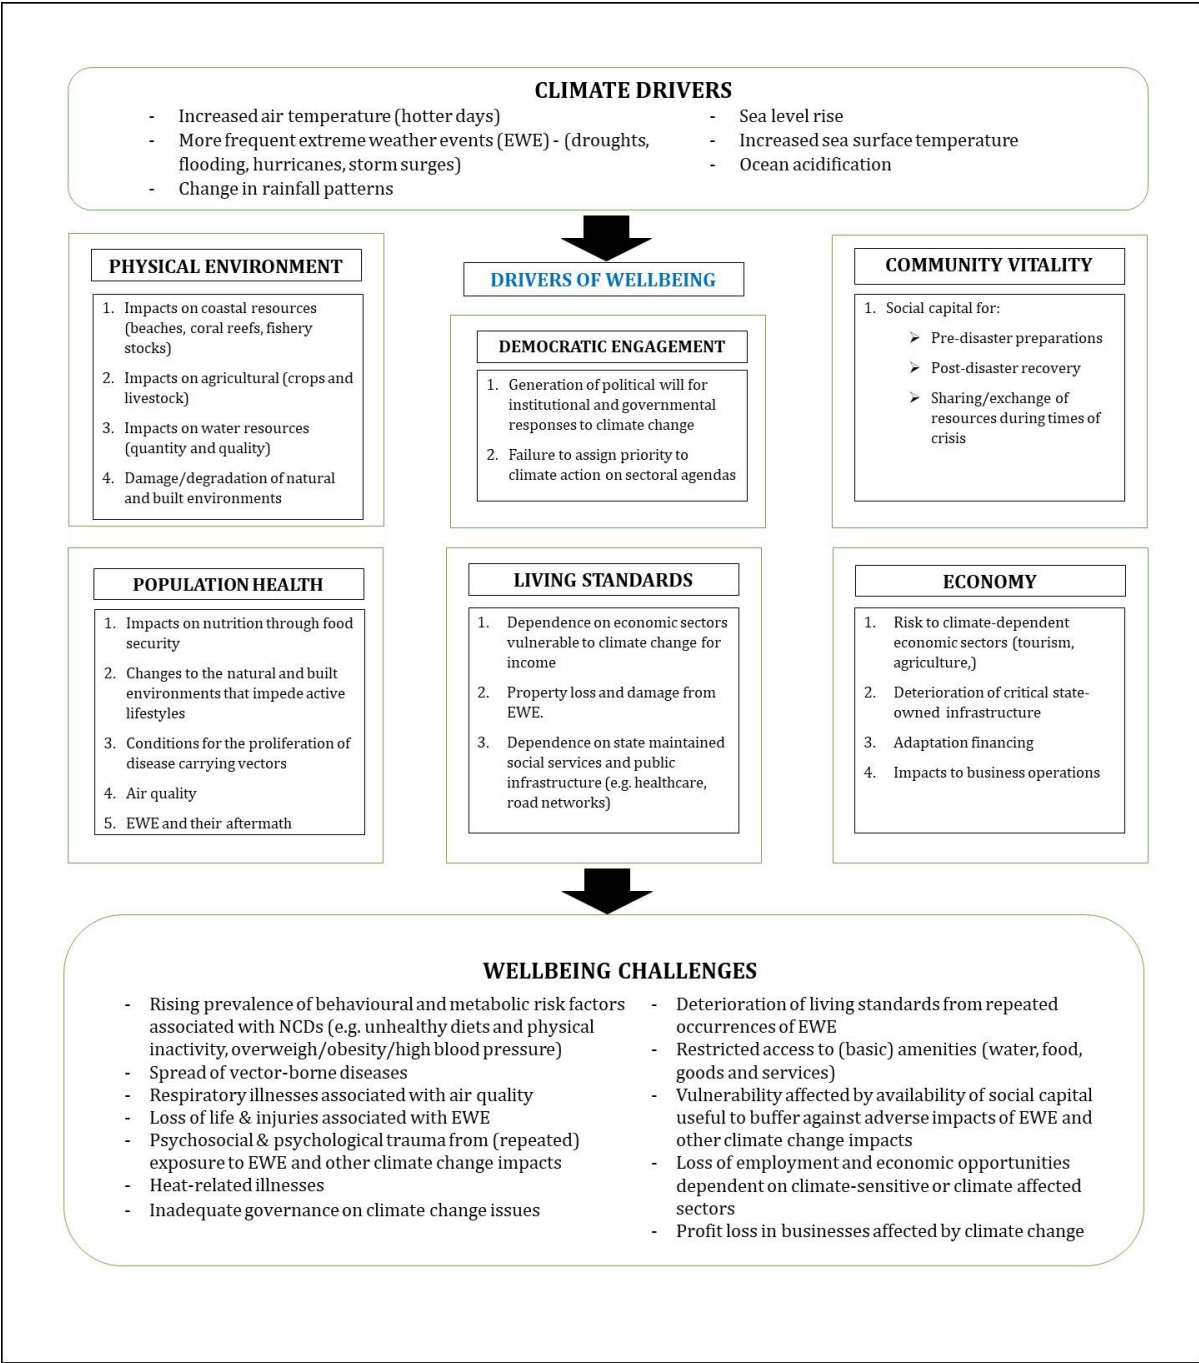 CLIMATE DRIVERS
- Increased air temperature (hotter days)
- More frequent extreme weather events (EWE) - (droughts,
flooding, hurricanes, storm surges)
- Change in rainfall patterns
- Sea level rise
- Increased sea surface temperature
- Ocean acidification
PHYSICAL ENVIRONMENT
1. Impacts on coastal resources
(beaches, coral reefs, fishery
stocks)
2. Impacts on agricultural (crops and
livestock)
3. Impacts on water resources
(quantity and quality)
4. Damage/degradation of natural
and built environments
DRIVERS OF WELLBEING
DEMOCRATIC ENGAGEMENT
1. Generation of political will for
institutional and governmental
responses to climate change
2. Failure to assign priority to
climate action on sectoral agendas
COMMUNITY VITALITY
1. Social capital for:
➢ Pre-disaster preparations
➢ Post-disaster recovery
➢ Sharing/exchange of
resources during times of
crisis
POPULATION HEALTH
1. Impacts on nutrition through food
security
2. Changes to the natural and built
environments that impede active
lifestyles
3. Conditions for the proliferation of
disease carrying vectors
4. Air quality
5. EWE and their aftermath
LIVING STANDARDS
1. Dependence on economic sectors
vulnerable to climate change for
income
2. Property loss and damage from
EWE.
3. Dependence on state maintained
social services and public
infrastructure (e.g. healthcare,
road networks)
ECONOMY
1. Risk to climate-dependent
economic sectors (tourism,
agriculture,)
2. Deterioration of critical state-
owned infrastructure
3. Adaptation financing
4. Impacts to business operations
WELLBEING CHALLENGES
- Rising prevalence of behavioural and metabolic risk factors
associated with NCDs (e.g. unhealthy diets and physical
inactivity, overweigh/obesity/high blood pressure)
- Spread of vector-borne diseases
- Respiratory illnesses associated with air quality
- Loss of life & injuries associated with EWE
- Psychosocial & psychological trauma from (repeated)
exposure to EWE and other climate change impacts
- Heat-related illnesses
- Inadequate governance on climate change issues
- Deterioration of living standards from repeated
occurrences of EWE
- Restricted access to (basic) amenities (water, food,
goods and services)
- Vulnerability affected by availability of social capital
useful to buffer against adverse impacts of EWE and
other climate change impacts
- Loss of employment and economic opportunities
dependent on climate-sensitive or climate affected
sectors
- Profit loss in businesses affected by climate change